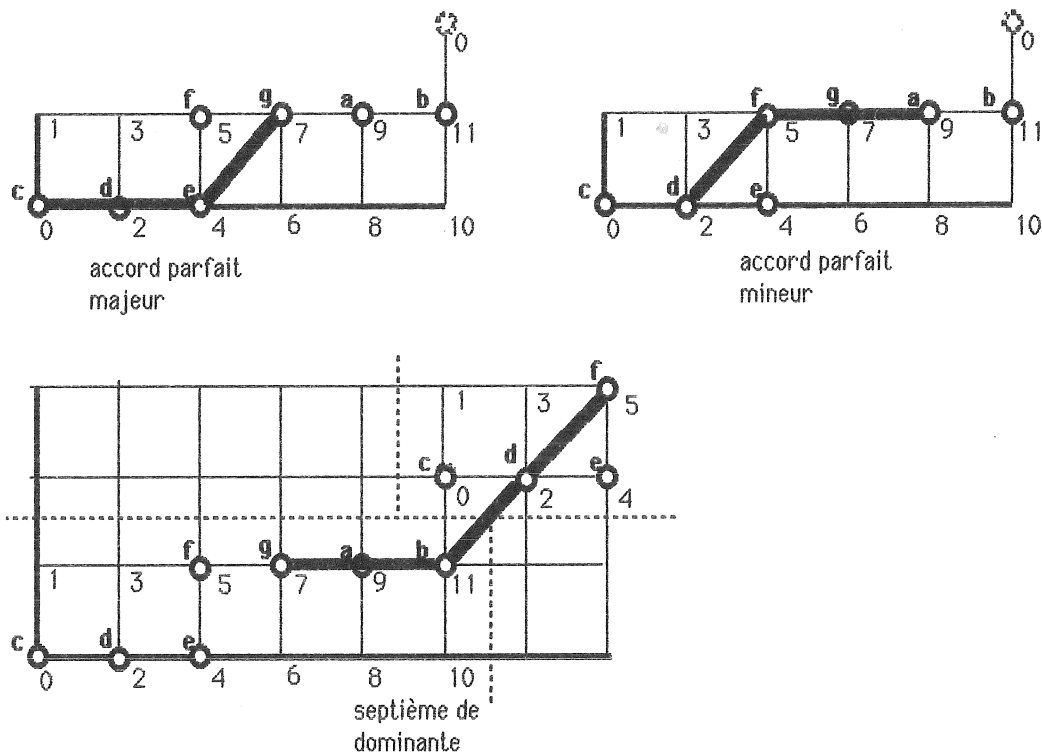 0
0
f g a b
f g a b
1 3 5 7 9 11
1 3 5 7 9 11
c d e
c d e
0 2 4 6 8 10
0 2 4 6 8 10
accord parfait
majeur
accord parfait
mineur
f
1 3 5
c d e
0 2 4
f g a b
1 3 5 7 9 11
c d e
0 2 4 6 8 10
septième de
dominante